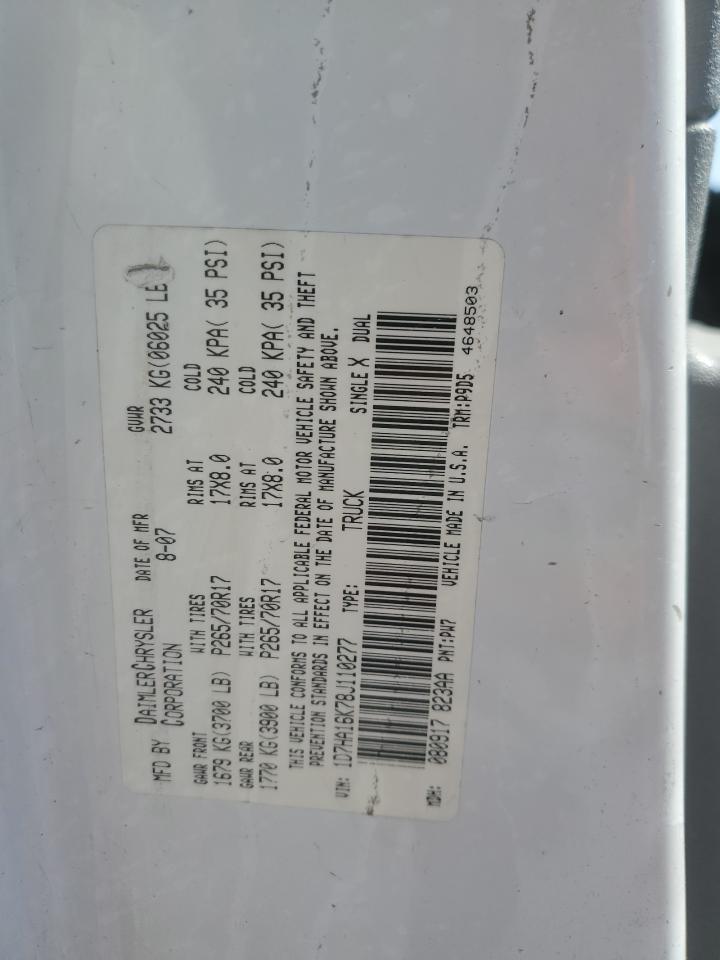 MFD BY DAIMLERCHRYSLER CORPORATION DATE OF MFR 8-07 GVWR 2733 KG(06025 LB
GAWR FRONT WITH TIRES RIMS AT COLD
1679 KG(3700 LB) P265/70R17 17X8.0 240 KPA( 35 PSI)
GAWR REAR WITH TIRES RIMS AT COLD
1770 KG(3900 LB) P265/70R17 17X8.0 240 KPA( 35 PSI)
THIS VEHICLE CONFORMS TO ALL APPLICABLE FEDERAL MOTOR VEHICLE SAFETY AND THEFT
PREVENTION STANDARDS IN EFFECT ON THE DATE OF MANUFACTURE SHOWN ABOVE.
VIN: 1D7HA16K78J110277 TYPE: TRUCK SINGLE X DUAL
MDH: 080917 823AA PNT:PW7 VEHICLE MADE IN U.S.A. TRM:P9D5 4648503